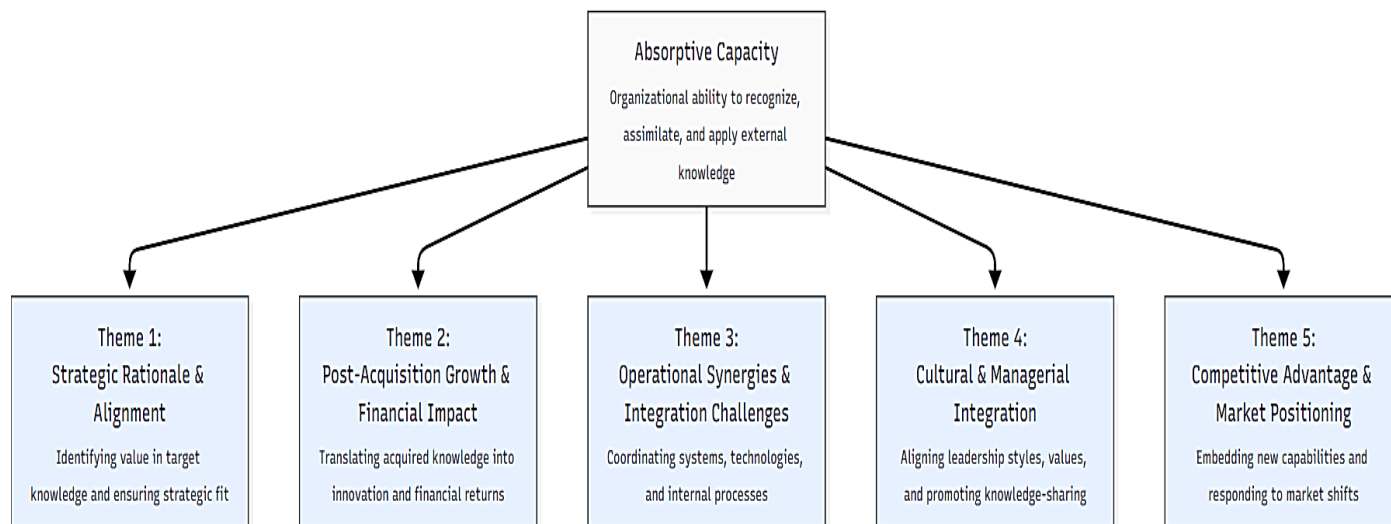 Absorptive Capacity
Organizational ability to recognize,
assimilate, and apply external
knowledge
Theme 1:
Strategic Rationale &
Alignment
Identifying value in target
knowledge and ensuring strategic fit
Theme 2:
Post-Acquisition Growth &
Financial Impact
Translating acquired knowledge into
innovation and financial returns
Theme 3:
Operational Synergies &
Integration Challenges
Coordinating systems, technologies,
and internal processes
Theme 4:
Cultural & Managerial
Integration
Aligning leadership styles, values,
and promoting knowledge-sharing
Theme 5:
Competitive Advantage &
Market Positioning
Embedding new capabilities and
responding to market shifts